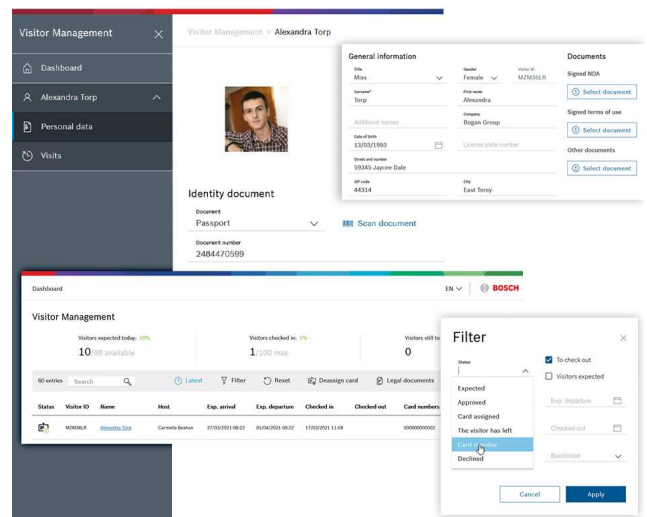 Visitor Management
Dashboard
Alexandra Torp
Personal data
Visits
Visitor Management > Alexandra Torp
Identity document
Document
Passport
Scan document
Document number
2484470599
General information
Title
Miss
Gender
Female
Visitor ID
MZM36LR
Surname*
Torp
First name
Alexandra
Additional names
Company
Bogan Group
Date of birth
13/03/1993
License plate number
Street and number
59345 Jaycee Dale
ZIP code
44314
City
East Torey
Documents
Signed NDA
Select document
Signed terms of use
Select document
Other documents
Select document
Dashboard
EN
BOSCH
Visitor Management
Visitors expected today: 10%
10/99 available
Visitors checked in: 1%
1/100 max.
Visitors still to
0
60 entries
Search
Latest
Filter
Reset
Deassign card
Legal documents
Status Visitor ID Name Host Exp. arrival Exp. departure Checked in Checked out Card numbers
MZM36LR Alexandra Torp Carmella Beahan 27/03/2021 08:22 01/04/2021 08:22 17/03/2021 11:59
Filter
Status
To check out
Expected
Visitors expected
Approved
Exp. departure
Card assigned
The visitor has left
Checked out
Card overdue
Blacklisted
Declined
Cancel
Apply